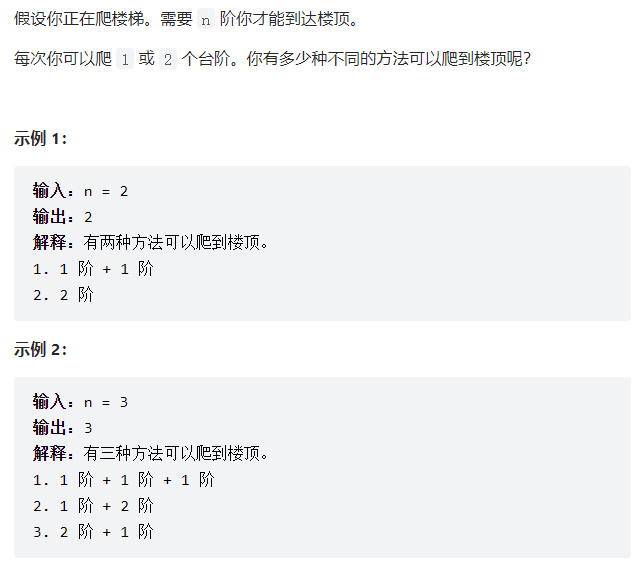 假设你正在爬楼梯。需要 n 阶你才能到达楼顶。
每次你可以爬 1 或 2 个台阶。你有多少种不同的方法可以爬到楼顶呢?
示例 1:
输入:n = 2
输出:2
解释:有两种方法可以爬到楼顶。
1. 1 阶 + 1 阶
2. 2 阶
示例 2:
输入:n = 3
输出:3
解释:有三种方法可以爬到楼顶。
1. 1 阶 + 1 阶 + 1 阶
2. 1 阶 + 2 阶
3. 2 阶 + 1 阶